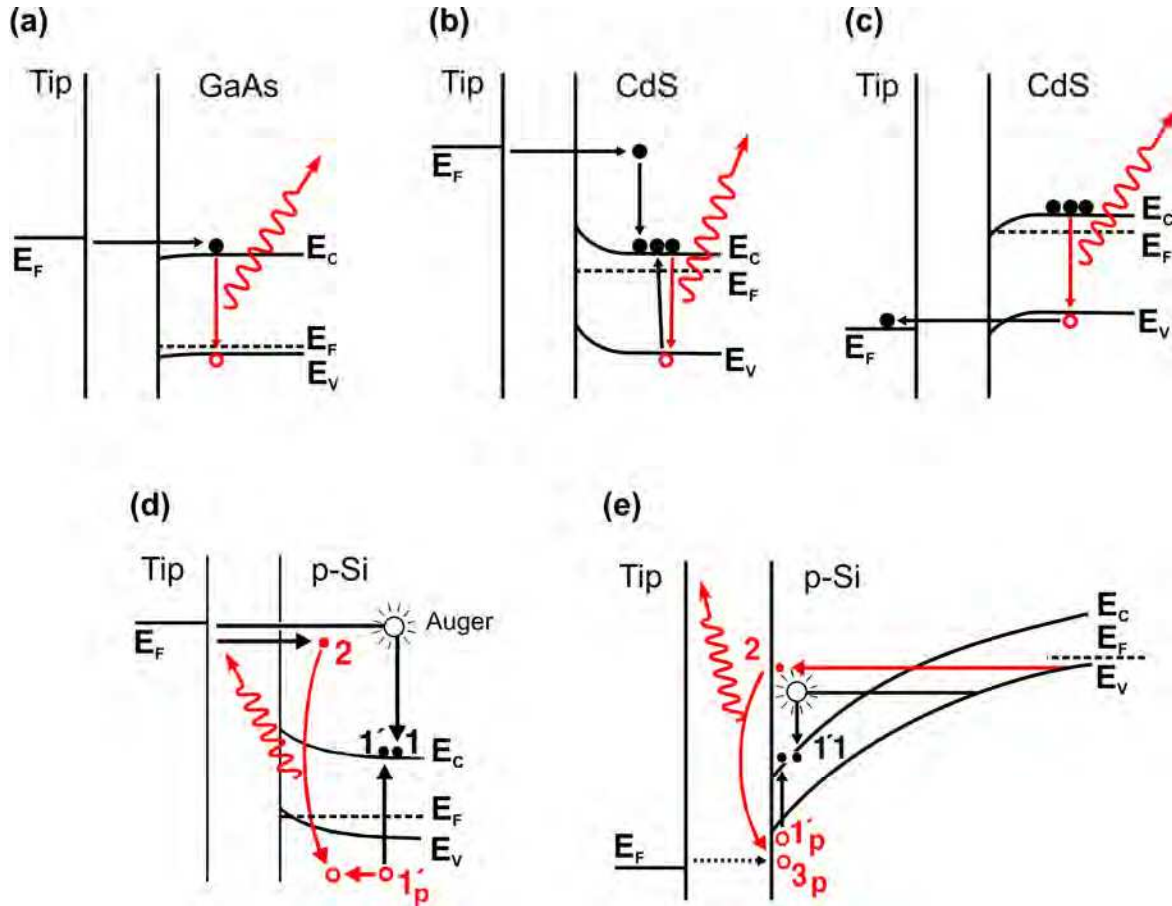 (a)
Tip GaAs
E_F
E_C
E_F
E_V
(b)
Tip CdS
E_F
E_C
E_F
E_V
(c)
Tip CdS
E_C
E_F
E_V
E_F
(d)
Tip p-Si
Auger
E_F
2
1´ 1
E_C
E_F
E_V
1´p
(e)
Tip p-Si
E_C
E_F
E_V
2
1´1
1´p
E_F
3p